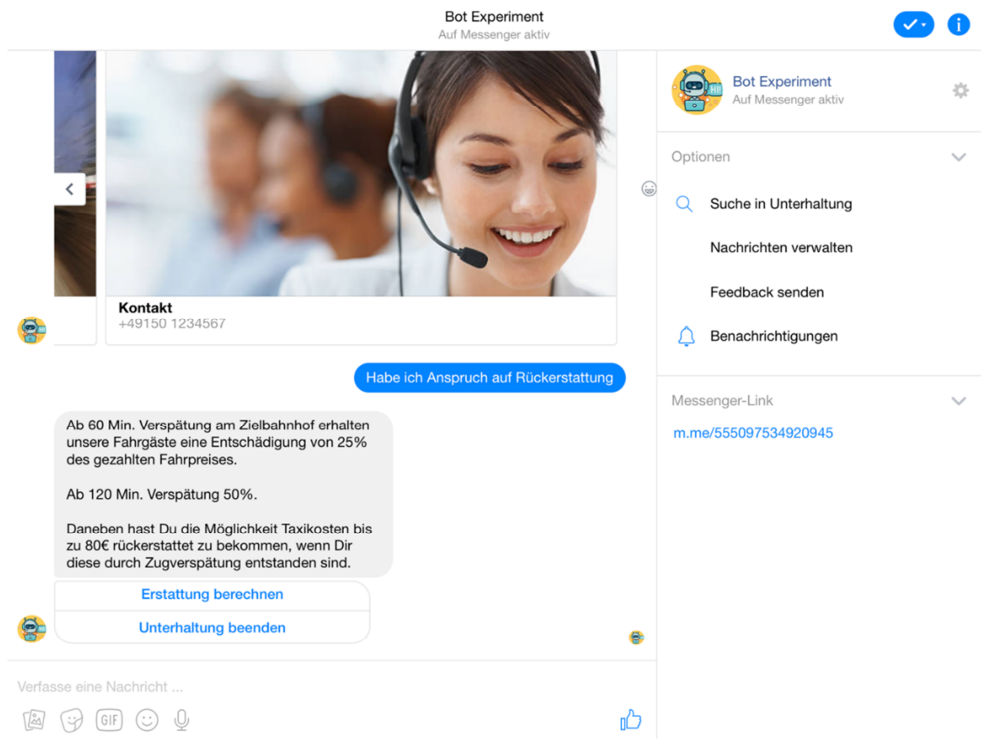 Bot Experiment
Auf Messenger aktiv
Kontakt
+49150 1234567
Habe ich Anspruch auf Rückerstattung
Ab 60 Min. Verspätung am Zielbahnhof erhalten
unsere Fahrgäste eine Entschädigung von 25%
des gezahlten Fahrpreises.
Ab 120 Min. Verspätung 50%.
Daneben hast Du die Möglichkeit Taxikosten bis
zu 80€ rückerstattet zu bekommen, wenn Dir
diese durch Zugverspätung entstanden sind.
Erstattung berechnen
Unterhaltung beenden
Verfasse eine Nachricht ...
GIF
Bot Experiment
Auf Messenger aktiv
Optionen
Suche in Unterhaltung
Nachrichten verwalten
Feedback senden
Benachrichtigungen
Messenger-Link
m.me/555097534920945